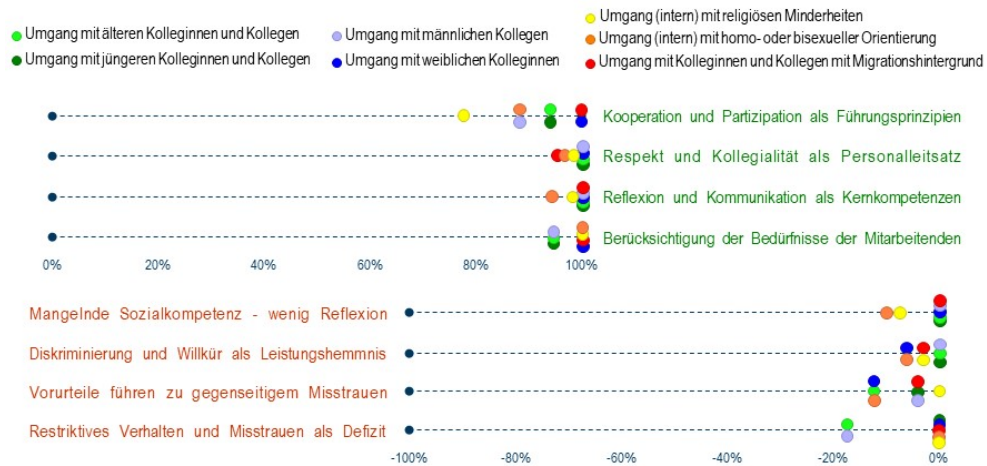 Umgang mit älteren Kolleginnen und Kollegen
Umgang mit jüngeren Kolleginnen und Kollegen
Umgang mit männlichen Kollegen
Umgang mit weiblichen Kolleginnen
Umgang (intern) mit religiösen Minderheiten
Umgang (intern) mit homo- oder bisexueller Orientierung
Umgang mit Kolleginnen und Kollegen mit Migrationshintergrund
Kooperation und Partizipation als Führungsprinzipien
Respekt und Kollegialität als Personalleitsatz
Reflexion und Kommunikation als Kernkompetenzen
Berücksichtigung der Bedürfnisse der Mitarbeitenden
0% 20% 40% 60% 80% 100%
Mangelnde Sozialkompetenz - wenig Reflexion
Diskriminierung und Willkür als Leistungshemmnis
Vorurteile führen zu gegenseitigem Misstrauen
Restriktives Verhalten und Misstrauen als Defizit
-100% -80% -60% -40% -20% 0%